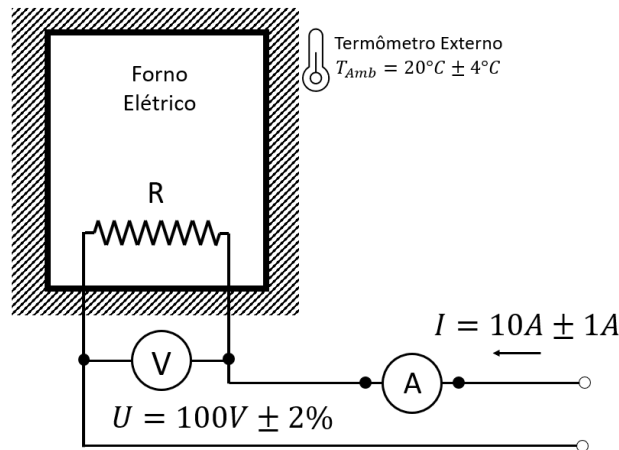 Termômetro Externo
T_Amb = 20°C ± 4°C
Forno
Elétrico
R
I = 10A ± 1A
V
A
U = 100V ± 2%